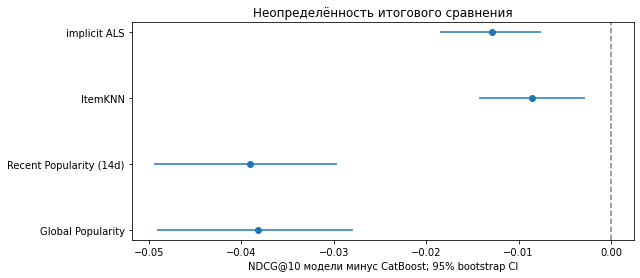 Неопределённость итогового сравнения
implicit ALS
ItemKNN
Recent Popularity (14d)
Global Popularity
−0.05 −0.04 −0.03 −0.02 −0.01 0.00
NDCG@10 модели минус CatBoost; 95% bootstrap CI